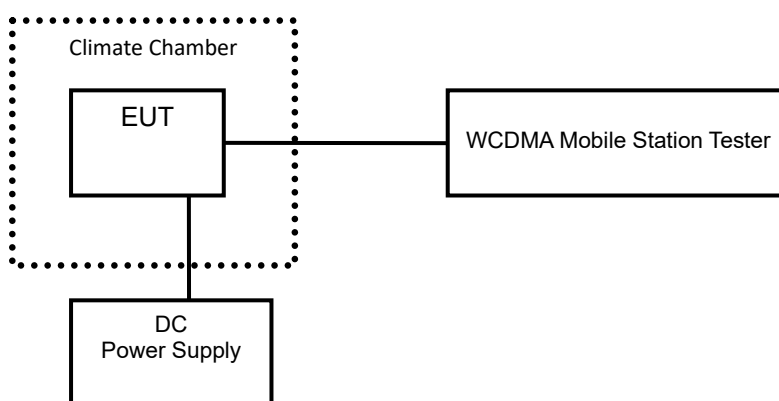 Climate Chamber
EUT
WCDMA Mobile Station Tester
DC
Power Supply